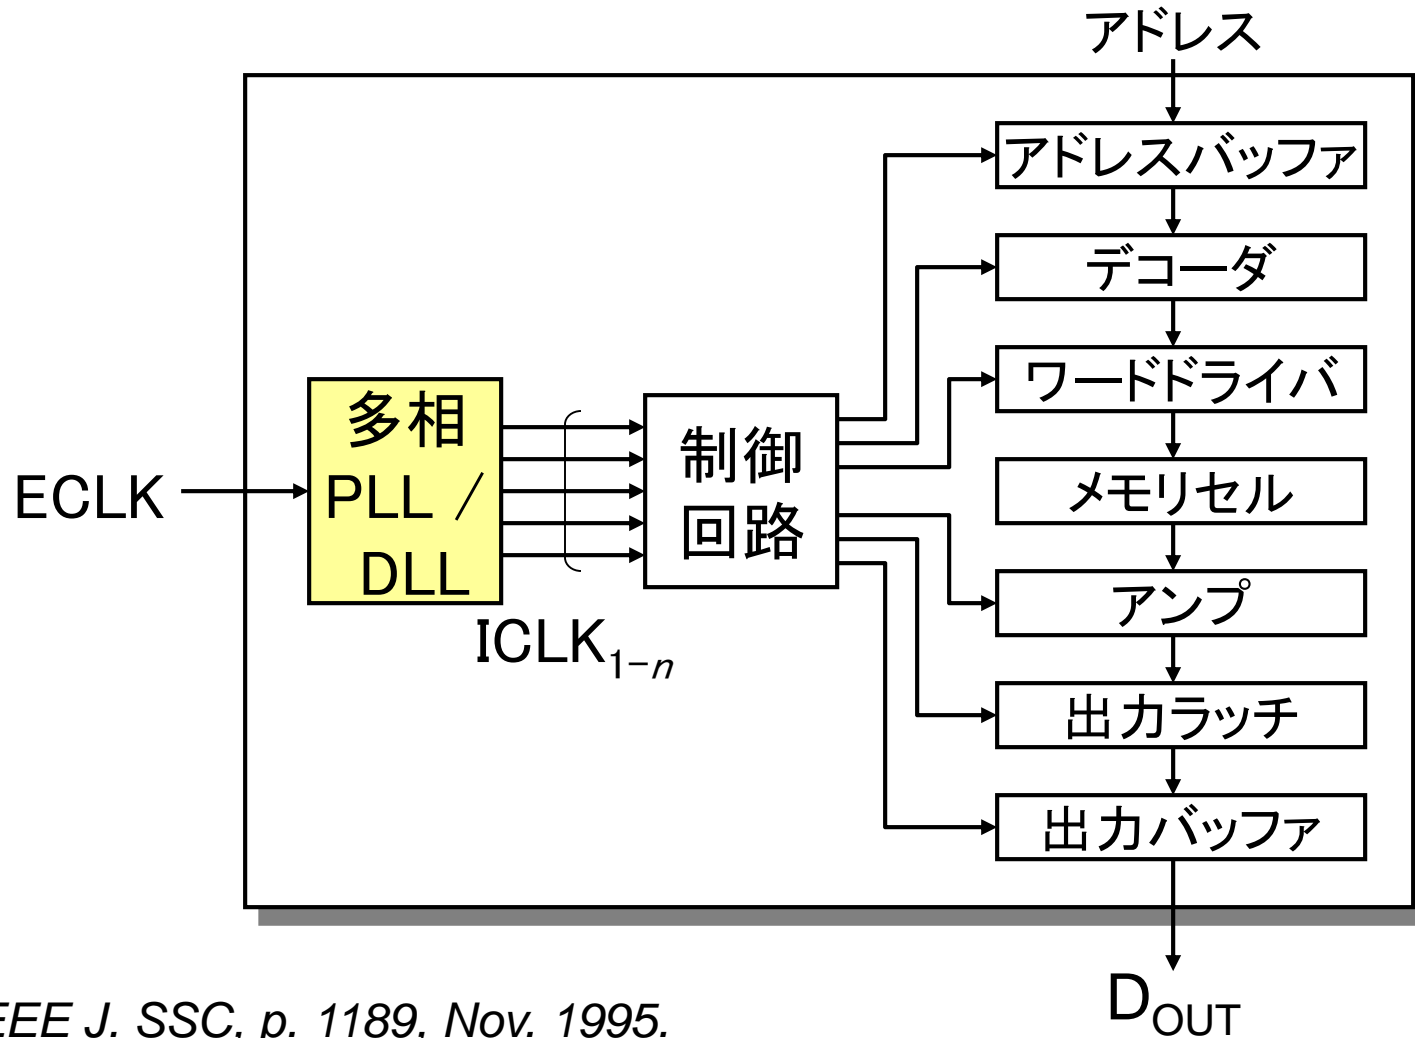 アドレス
アドレスバッファ
デコーダ
ワードドライバ
メモリセル
アンプ
出力ラッチ
出力バッファ
D_OUT
ECLK
多相
PLL /
DLL
ICLK_1-n
制御
回路
EEE J. SSC, p. 1189, Nov. 1995.